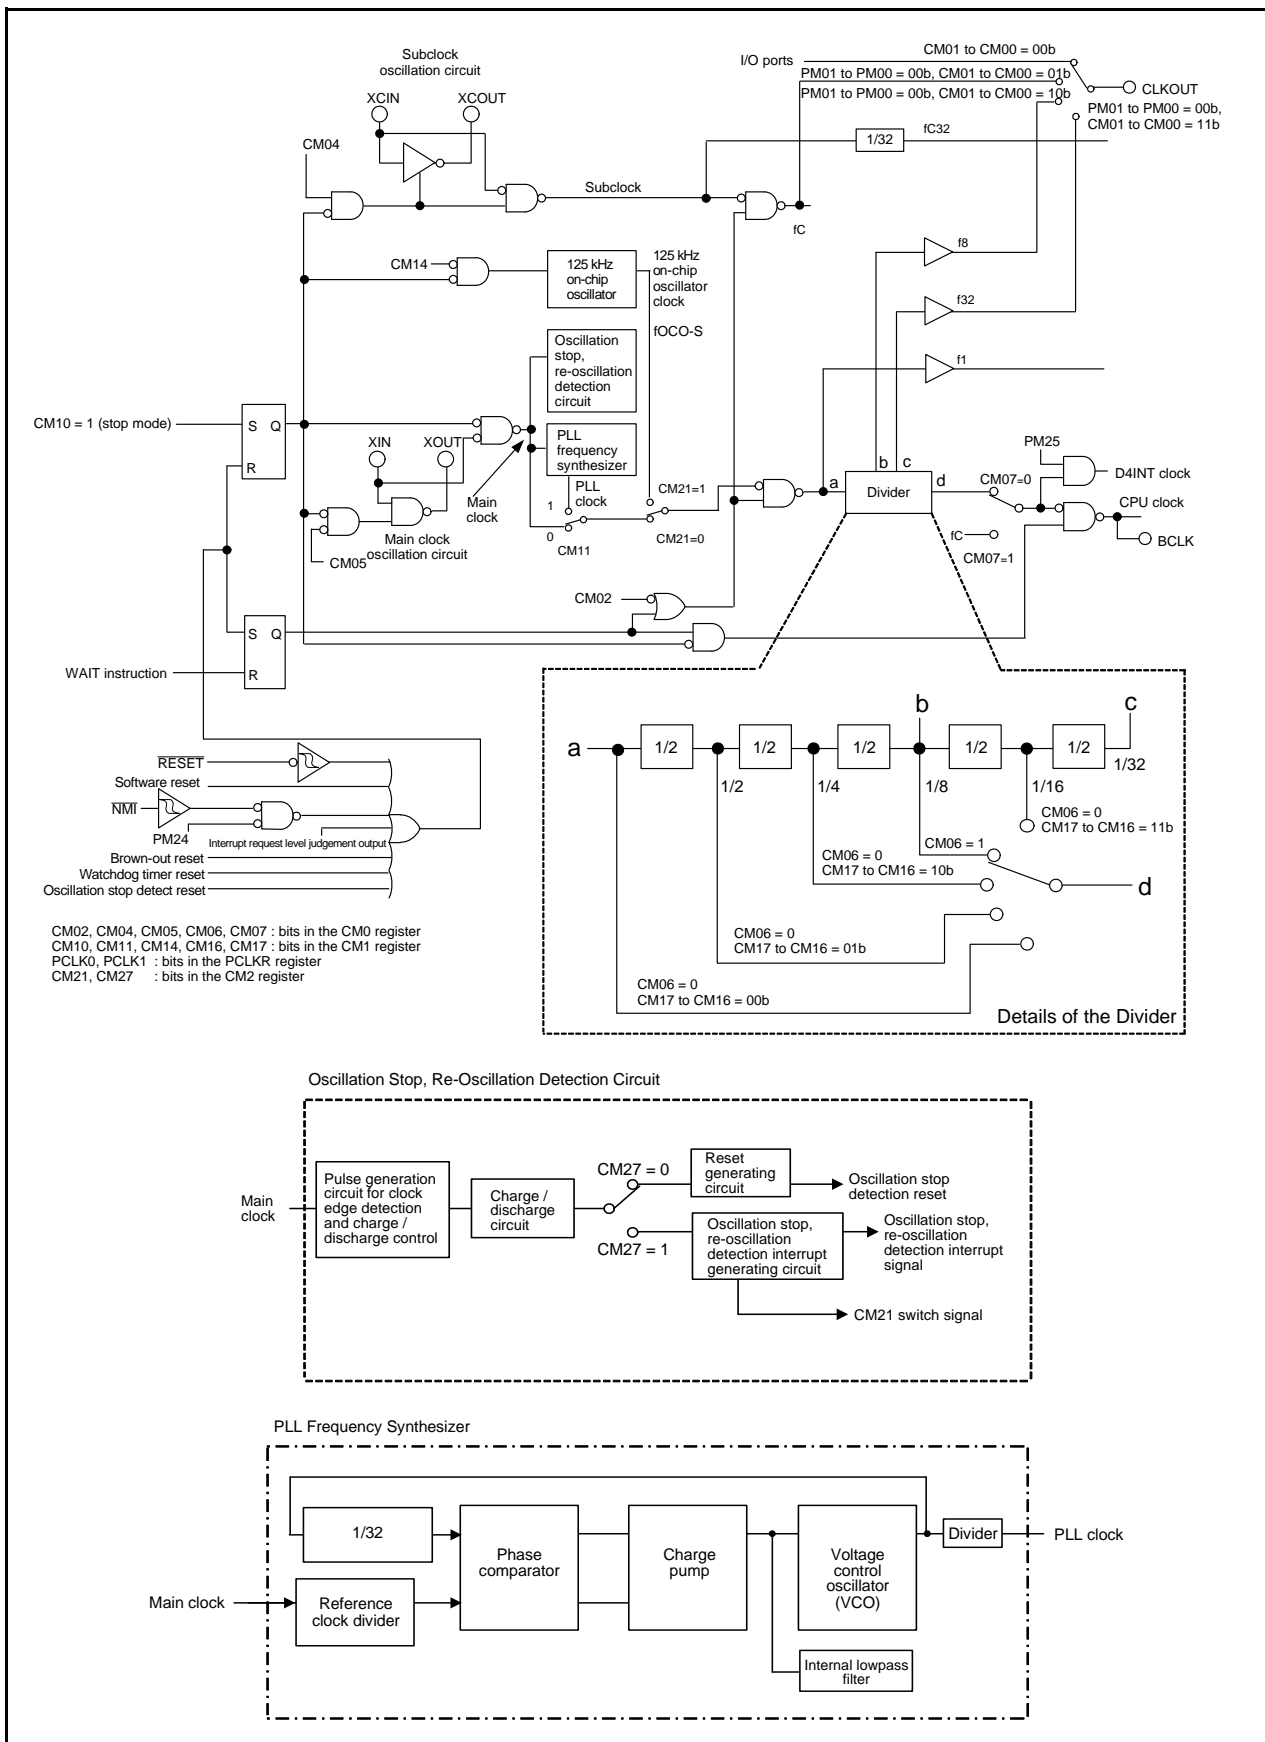 Subclock
oscillation circuit
XCIN
XCOUT
CM04
Subclock
I/O ports
CM01 to CM00 = 00b
PM01 to PM00 = 00b, CM01 to CM00 = 01b
PM01 to PM00 = 00b, CM01 to CM00 = 10b
CLKOUT
PM01 to PM00 = 00b,
CM01 to CM00 = 11b
1/32
fC32
fC
CM14
125 kHz
on-chip
oscillator
125 kHz
on-chip
oscillator
clock
fOCO-S
f8
f32
f1
Oscillation
stop,
re-oscillation
detection
circuit
CM10 = 1 (stop mode)
S
Q
R
XIN
XOUT
Main
clock
PLL
frequency
synthesizer
PLL
clock
1
0
CM11
CM21=1
CM21=0
Main clock
oscillation circuit
CM05
a
b
c
d
Divider
CM07=0
fC
CM07=1
PM25
D4INT clock
CPU clock
BCLK
CM02
S
Q
R
WAIT instruction
RESET
Software reset
NMI
PM24
Interrupt request level judgement output
Brown-out reset
Watchdog timer reset
Oscillation stop detect reset
CM02, CM04, CM05, CM06, CM07 : bits in the CM0 register
CM10, CM11, CM14, CM16, CM17 : bits in the CM1 register
PCLK0, PCLK1 : bits in the PCLKR register
CM21, CM27 : bits in the CM2 register
a
1/2
1/2
1/2
1/2
1/2
b
c
1/2
1/4
1/8
1/16
1/32
CM06 = 0
CM17 to CM16 = 11b
CM06 = 1
CM06 = 0
CM17 to CM16 = 10b
d
CM06 = 0
CM17 to CM16 = 01b
CM06 = 0
CM17 to CM16 = 00b
Details of the Divider
Oscillation Stop, Re-Oscillation Detection Circuit
Main
clock
Pulse generation
circuit for clock
edge detection
and charge /
discharge control
Charge /
discharge
circuit
CM27 = 0
CM27 = 1
Reset
generating
circuit
Oscillation stop
detection reset
Oscillation stop,
re-oscillation
detection interrupt
generating circuit
Oscillation stop,
re-oscillation
detection interrupt
signal
CM21 switch signal
PLL Frequency Synthesizer
1/32
Main clock
Reference
clock divider
Phase
comparator
Charge
pump
Voltage
control
oscillator
(VCO)
Divider
PLL clock
Internal lowpass
filter